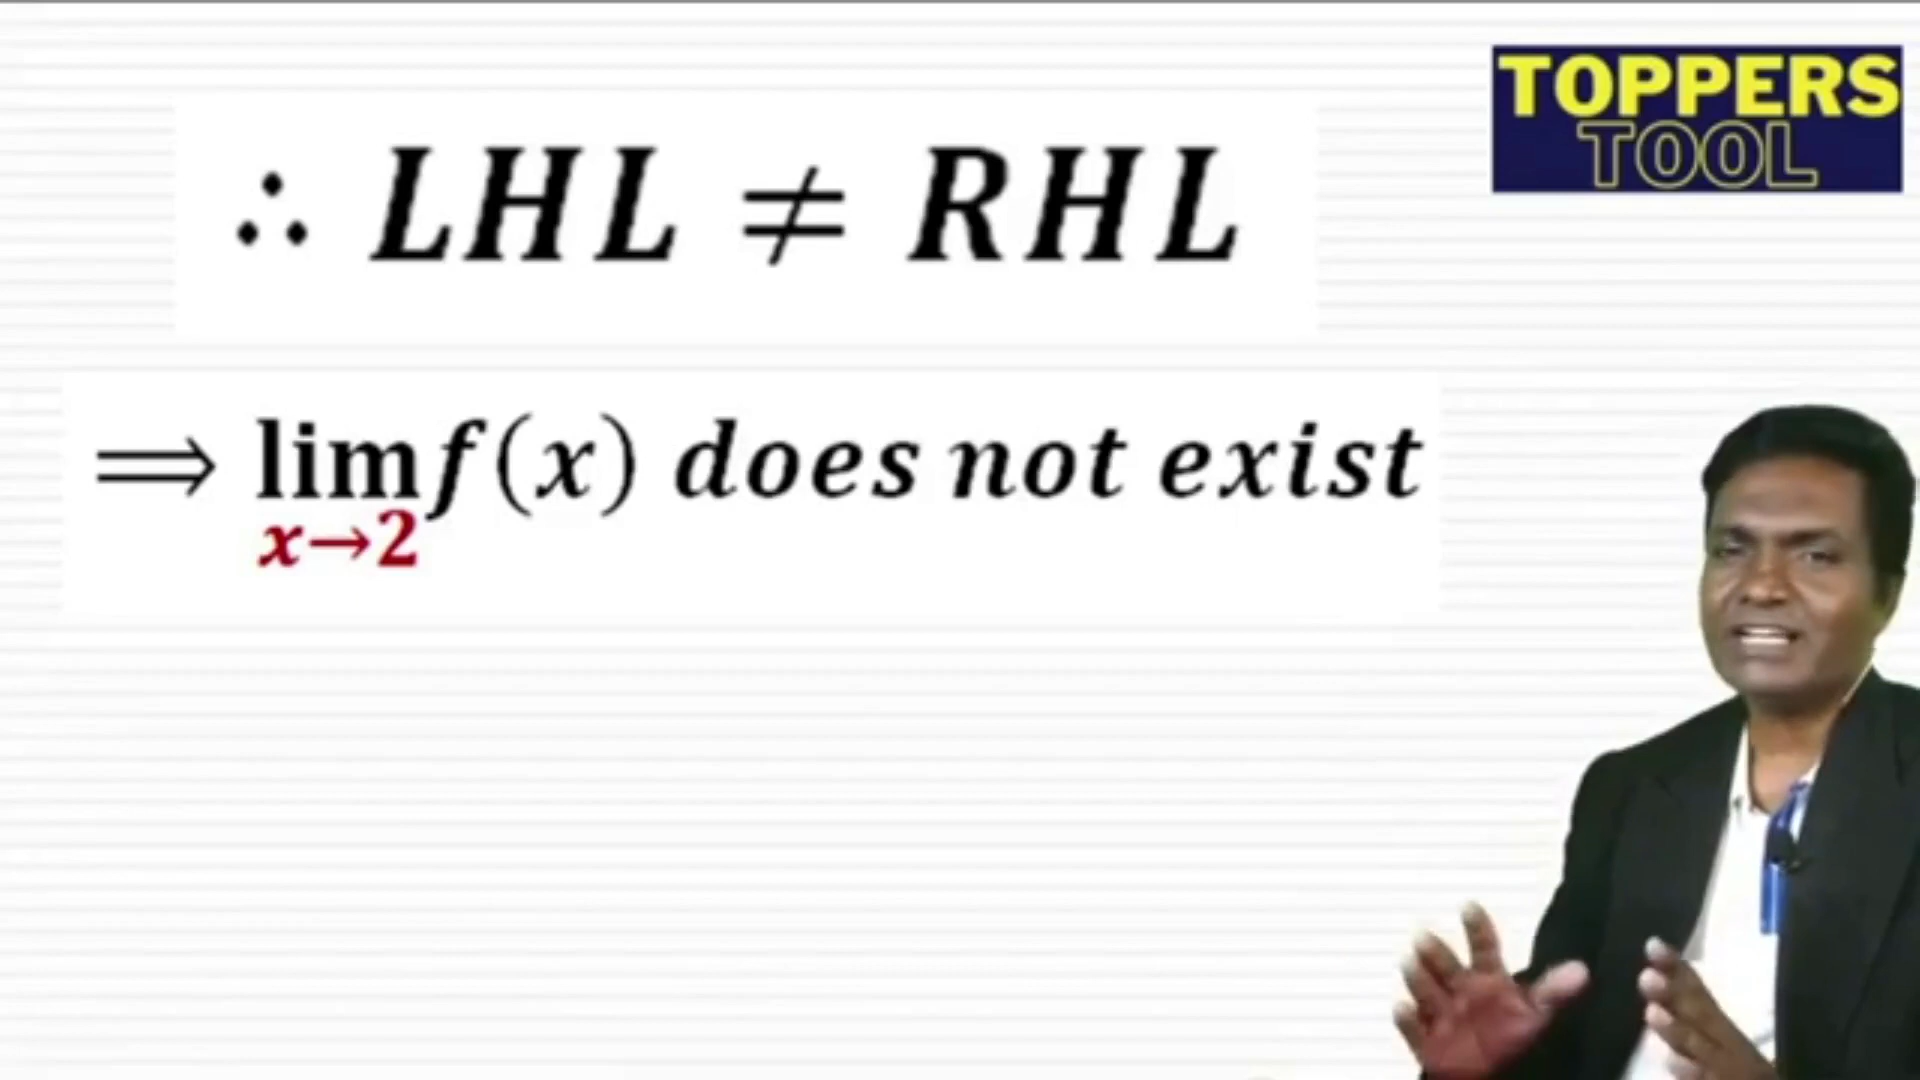 TOPPERS
TOOL
∴ LHL ≠ RHL
⟹ lim f(x) does not exist
x→2